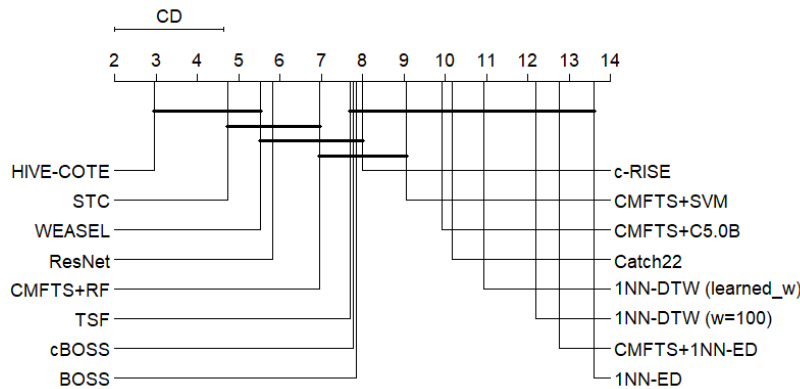 CD
2 3 4 5 6 7 8 9 10 11 12 13 14
HIVE-COTE c-RISE
STC CMFTS+SVM
WEASEL CMFTS+C5.0B
ResNet Catch22
CMFTS+RF 1NN-DTW (learned_w)
TSF 1NN-DTW (w=100)
cBOSS CMFTS+1NN-ED
BOSS 1NN-ED